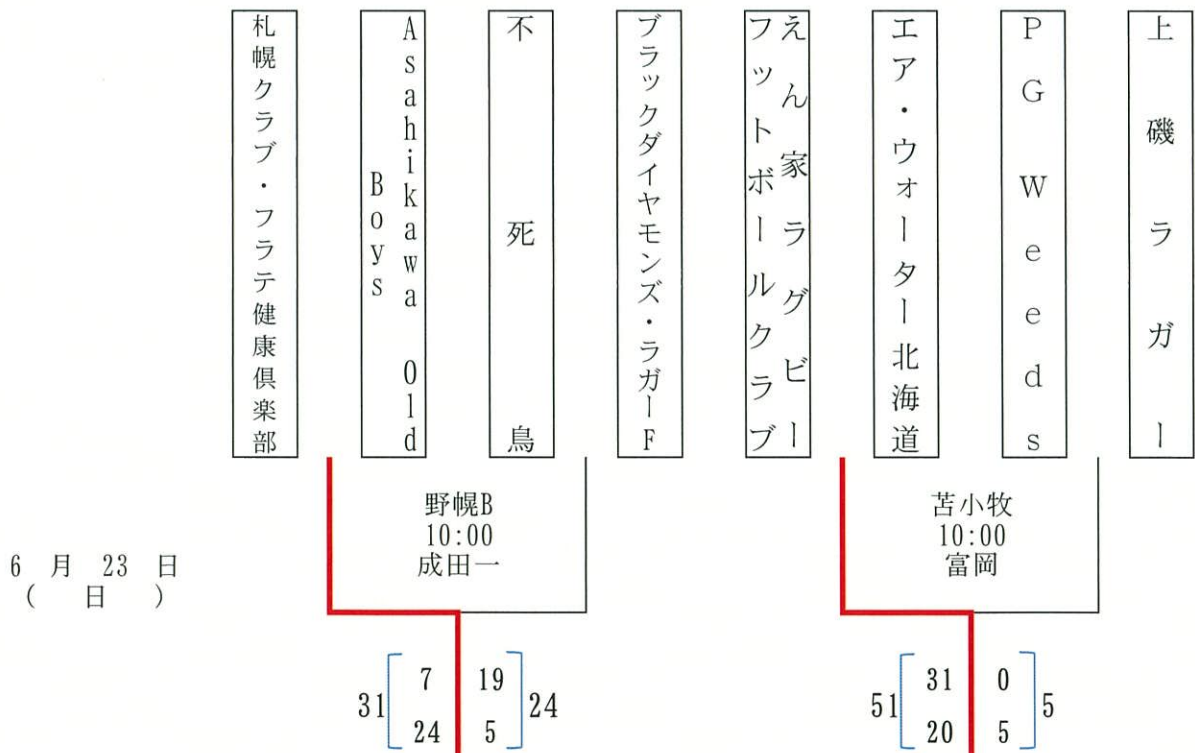 札幌クラブ・フラテ健康倶楽部
Asahikawa Old
Boys
不死鳥
ブラックダイヤモンズ・ラガーF
えん家ラグビー
フットボールクラブ
エア・ウォーター北海道
PG Weeds
上磯ラガー
野幌B
10:00
成田一
苫小牧
10:00
富岡
6 月 23 日
( 日 )
31 7 19 24
24 5
51 31 0 5
20 5